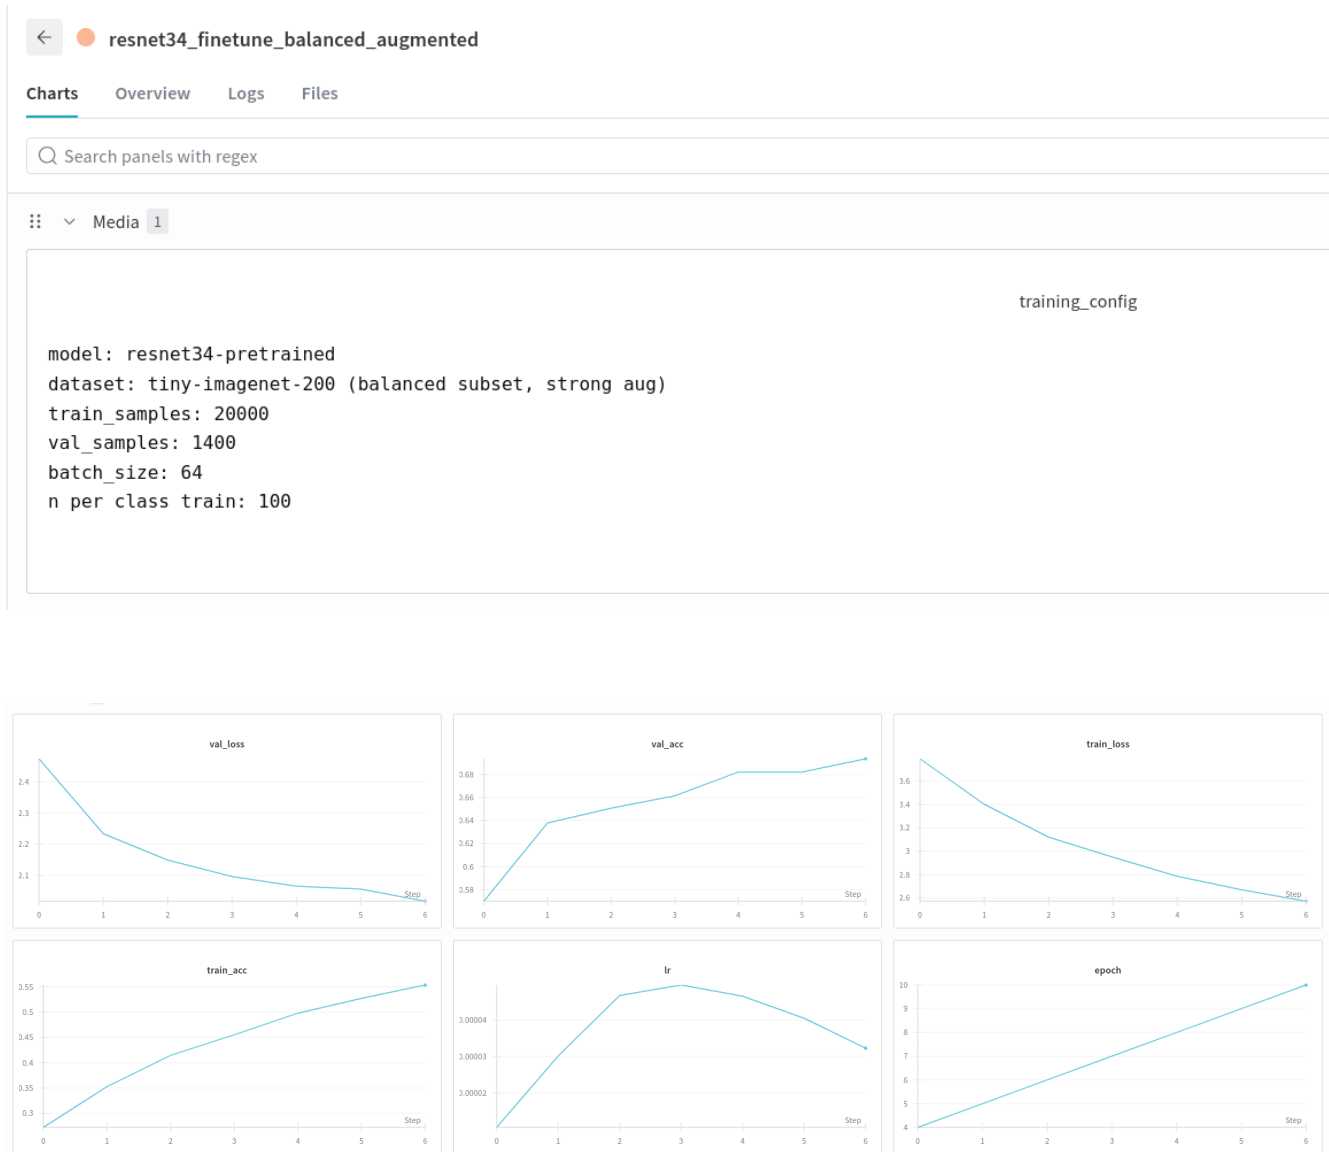 resnet34_finetune_balanced_augmented
Charts Overview Logs Files
Search panels with regex
Media 1
training_config
model: resnet34-pretrained
dataset: tiny-imagenet-200 (balanced subset, strong aug)
train_samples: 20000
val_samples: 1400
batch_size: 64
n per class train: 100
val_loss
2.4
2.3
2.2
2.1
Step
0 1 2 3 4 5 6
val_acc
0.68
0.66
0.64
0.62
0.6
0.58
Step
0 1 2 3 4 5 6
train_loss
3.6
3.4
3.2
3
2.8
2.6
Step
0 1 2 3 4 5 6
train_acc
0.55
0.5
0.45
0.4
0.35
0.3
Step
0 1 2 3 4 5 6
lr
0.00004
0.00003
0.00002
Step
0 1 2 3 4 5 6
epoch
10
9
8
7
6
5
4
Step
0 1 2 3 4 5 6